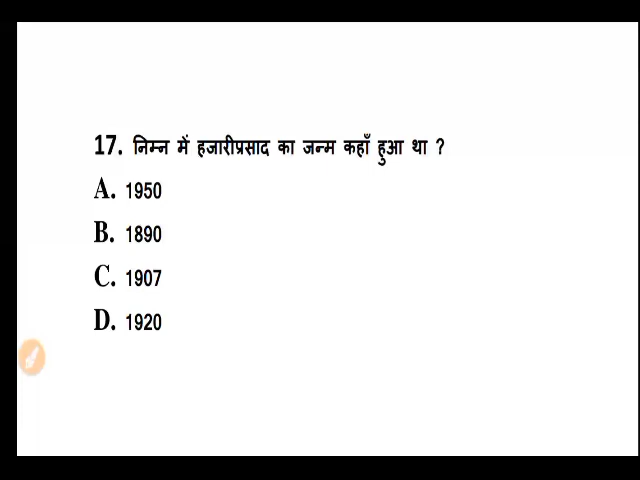 17. निम्न में हजारीप्रसाद का जन्म कहाँ हुआ था ?
A. 1950
B. 1890
C. 1907
D. 1920